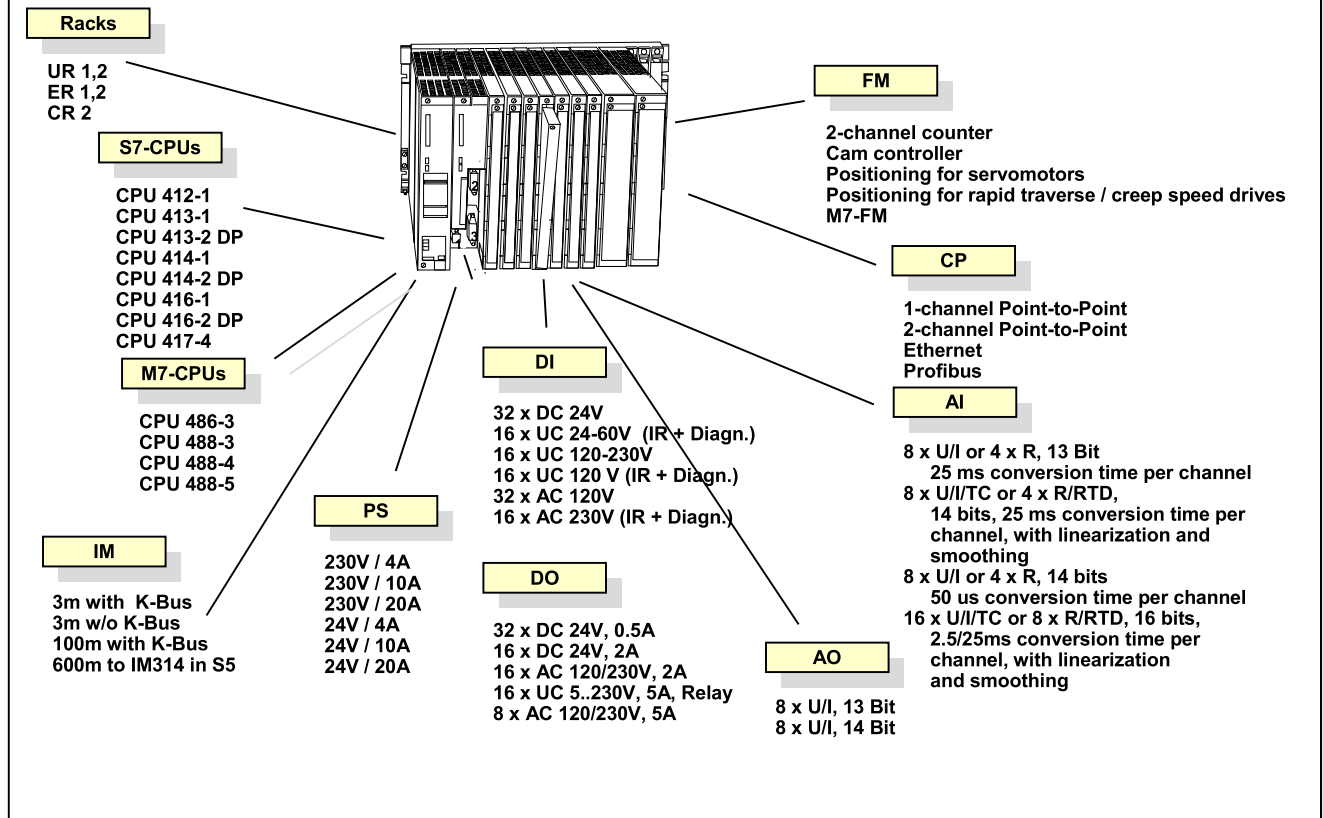 Racks
UR 1,2
ER 1,2
CR 2
S7-CPUs
CPU 412-1
CPU 413-1
CPU 413-2 DP
CPU 414-1
CPU 414-2 DP
CPU 416-1
CPU 416-2 DP
CPU 417-4
M7-CPUs
CPU 486-3
CPU 488-3
CPU 488-4
CPU 488-5
IM
3m with K-Bus
3m w/o K-Bus
100m with K-Bus
600m to IM314 in S5
PS
230V / 4A
230V / 10A
230V / 20A
24V / 4A
24V / 10A
24V / 20A
2
3
1
DI
32 x DC 24V
16 x UC 24-60V (IR + Diagn.)
16 x UC 120-230V
16 x UC 120 V (IR + Diagn.)
32 x AC 120V
16 x AC 230V (IR + Diagn.)
DO
32 x DC 24V, 0.5A
16 x DC 24V, 2A
16 x AC 120/230V, 2A
16 x UC 5..230V, 5A, Relay
8 x AC 120/230V, 5A
FM
2-channel counter
Cam controller
Positioning for servomotors
Positioning for rapid traverse / creep speed drives
M7-FM
CP
1-channel Point-to-Point
2-channel Point-to-Point
Ethernet
Profibus
AI
8 x U/I or 4 x R, 13 Bit
25 ms conversion time per channel
8 x U/I/TC or 4 x R/RTD,
14 bits, 25 ms conversion time per
channel, with linearization and
smoothing
8 x U/I or 4 x R, 14 bits
50 us conversion time per channel
16 x U/I/TC or 8 x R/RTD, 16 bits,
2.5/25ms conversion time per
channel, with linearization
and smoothing
AO
8 x U/I, 13 Bit
8 x U/I, 14 Bit